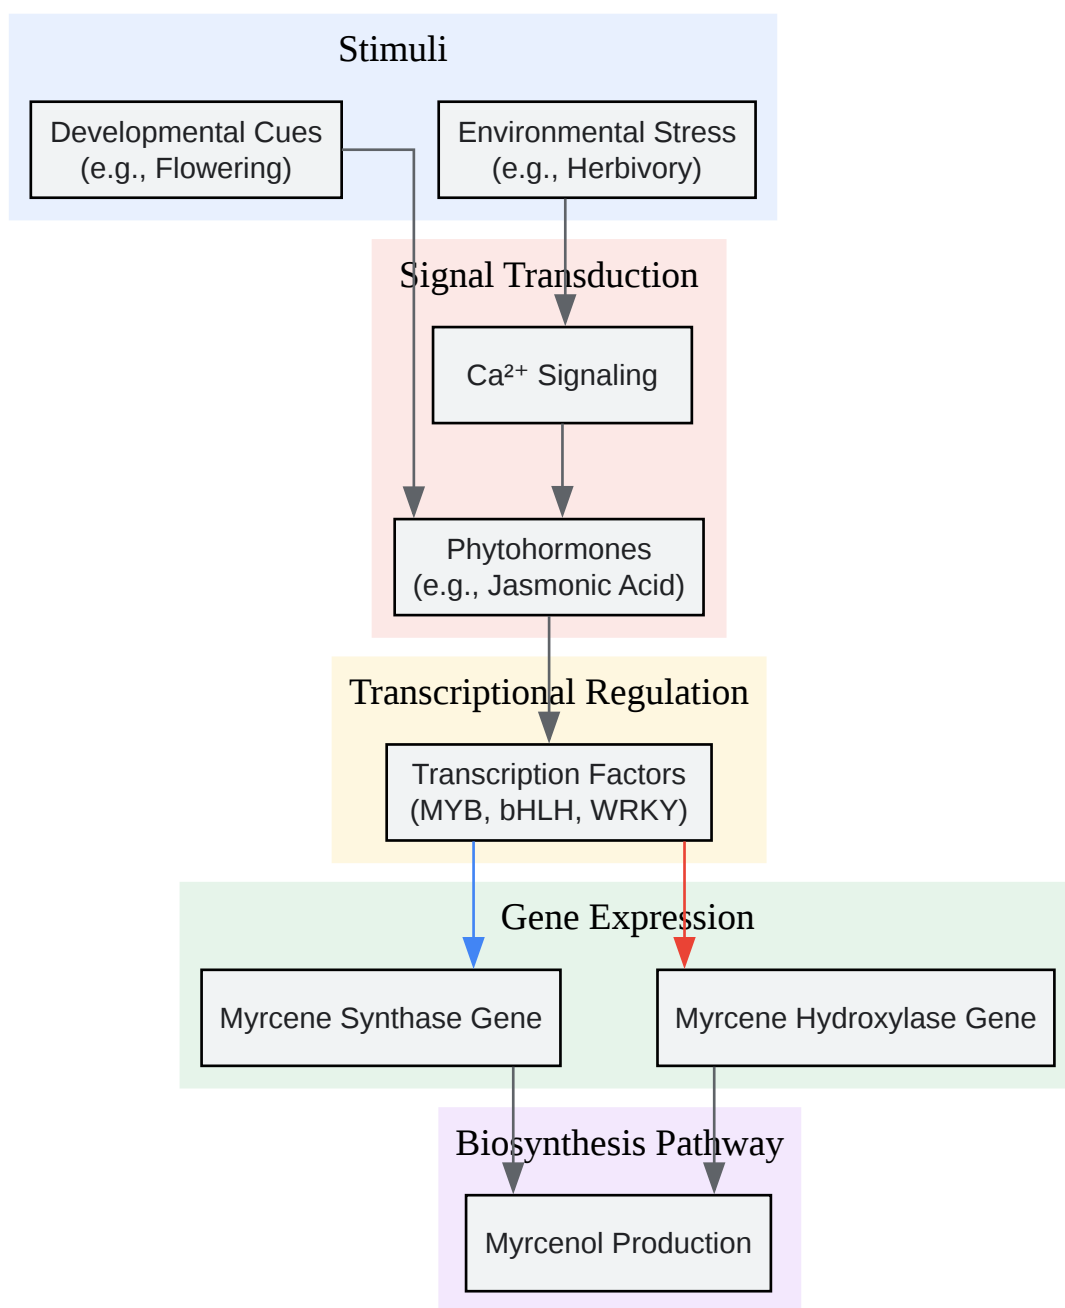 Stimuli
Developmental Cues
(e.g., Flowering)
Environmental Stress
(e.g., Herbivory)
Signal Transduction
Ca²⁺ Signaling
Phytohormones
(e.g., Jasmonic Acid)
Transcriptional Regulation
Transcription Factors
(MYB, bHLH, WRKY)
Gene Expression
Myrcene Synthase Gene
Myrcene Hydroxylase Gene
Biosynthesis Pathway
Myrcenol Production